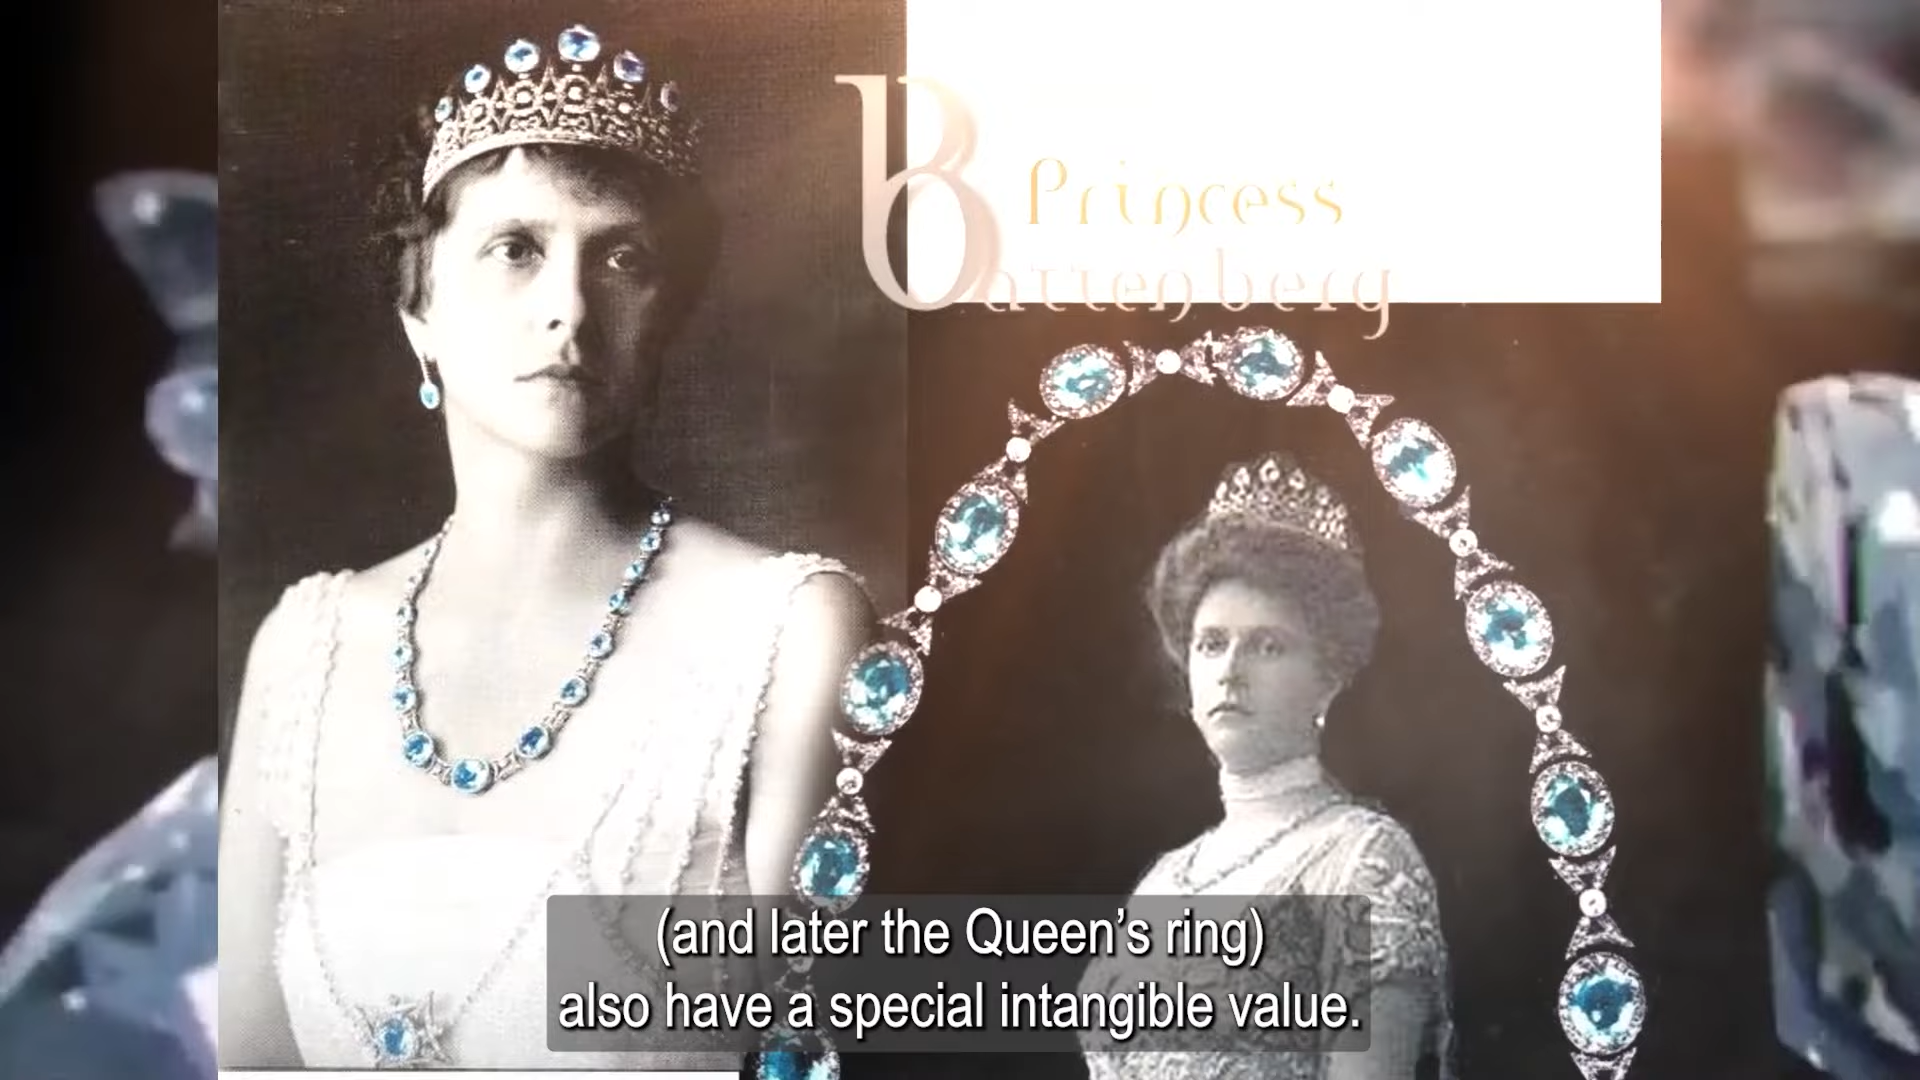 Princess
Battenberg
(and later the Queen’s ring)
also have a special intangible value.